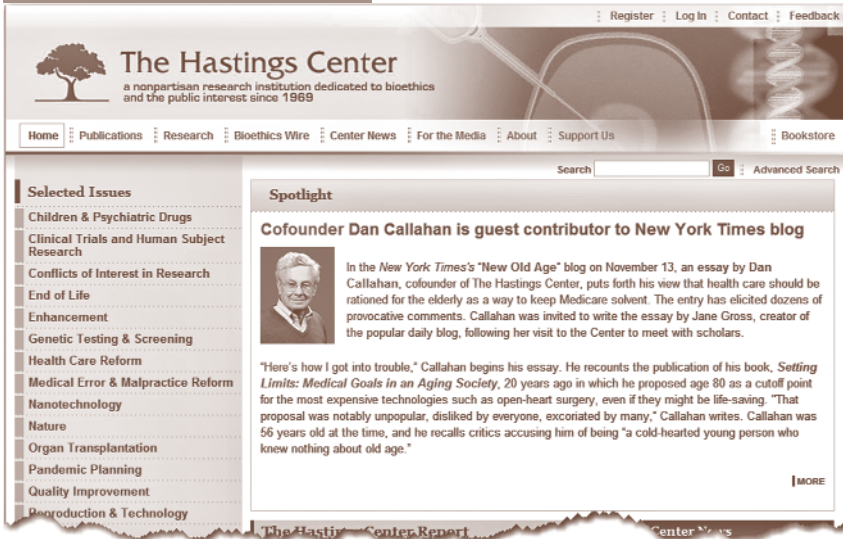 Register Log In Contact Feedback
The Hastings Center
a nonpartisan research institution dedicated to bioethics
and the public interest since 1969
Home Publications Research Bioethics Wire Center News For the Media About Support Us Bookstore
Search Go Advanced Search
Selected Issues
Children & Psychiatric Drugs
Clinical Trials and Human Subject
Research
Conflicts of Interest in Research
End of Life
Enhancement
Genetic Testing & Screening
Health Care Reform
Medical Error & Malpractice Reform
Nanotechnology
Nature
Organ Transplantation
Pandemic Planning
Quality Improvement
Reproduction & Technology
Spotlight
Cofounder Dan Callahan is guest contributor to New York Times blog
In the New York Times's "New Old Age" blog on November 13, an essay by Dan
Callahan, cofounder of The Hastings Center, puts forth his view that health care should be
rationed for the elderly as a way to keep Medicare solvent. The entry has elicited dozens of
provocative comments. Callahan was invited to write the essay by Jane Gross, creator of
the popular daily blog, following her visit to the Center to meet with scholars.
"Here's how I got into trouble," Callahan begins his essay. He recounts the publication of his book, Setting
Limits: Medical Goals in an Aging Society, 20 years ago in which he proposed age 80 as a cutoff point
for the most expensive technologies such as open-heart surgery, even if they might be life-saving. "That
proposal was notably unpopular, disliked by everyone, excoriated by many," Callahan writes. Callahan was
56 years old at the time, and he recalls critics accusing him of being "a cold-hearted young person who
knew nothing about old age."
MORE
The Hastings Center Report
Center News